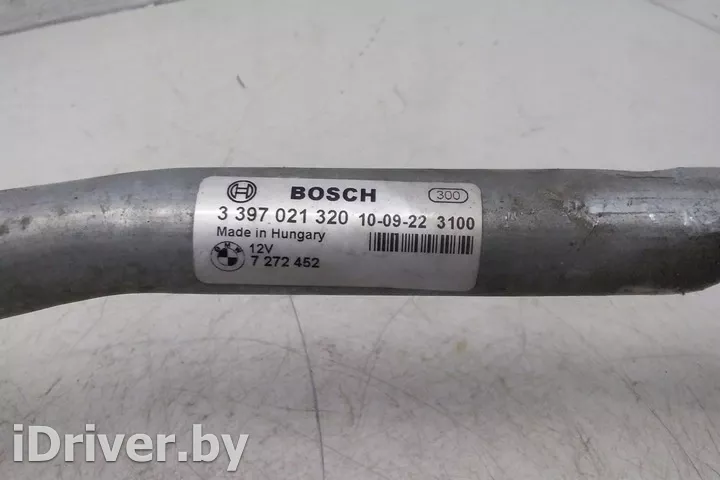 BOSCH 300
3 397 021 320 10-09-22 3100
Made in Hungary
BMW 12V
7 272 452
iDriver.by